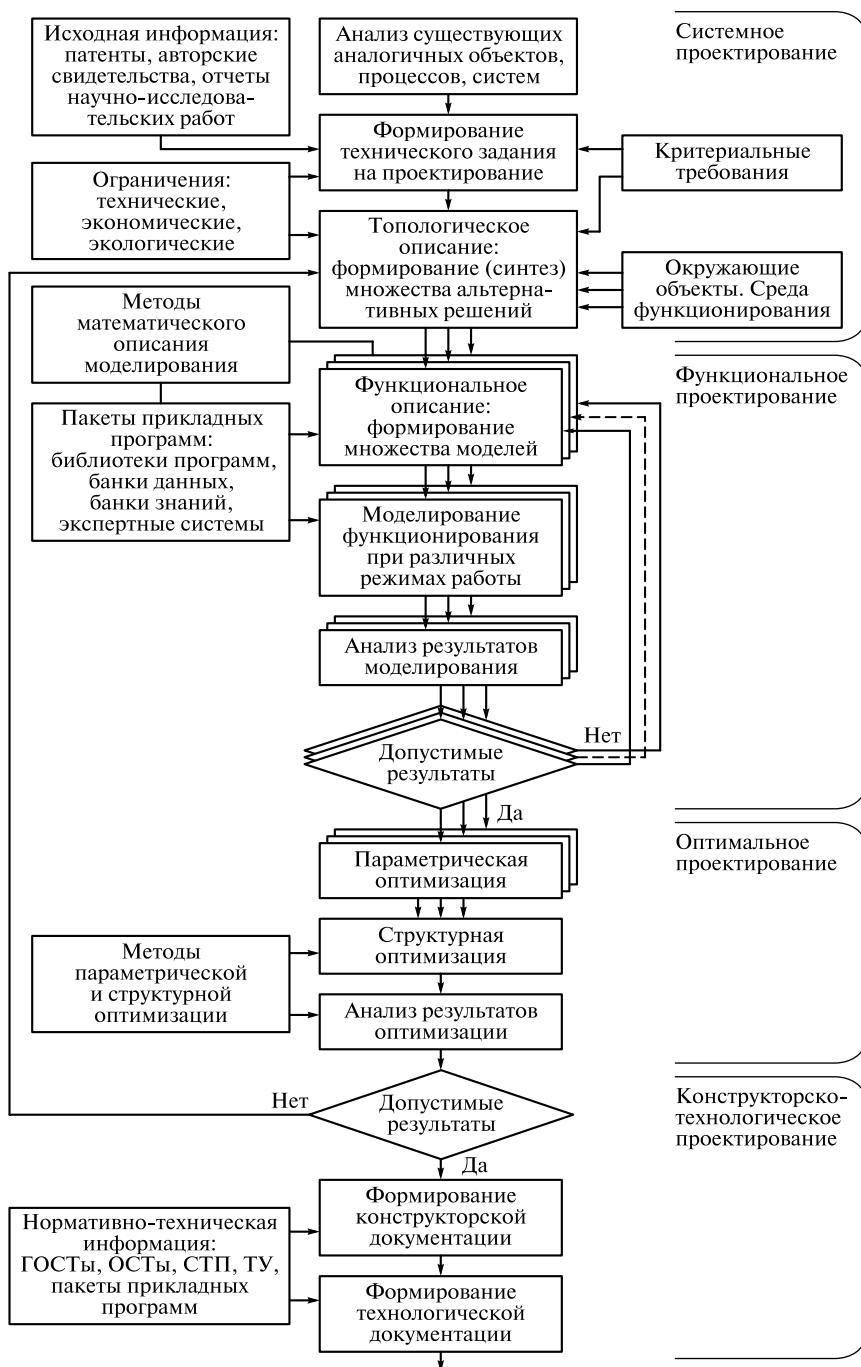 Исходная информация:
патенты, авторские
свидетельства, отчеты
научно-исследова-
тельских работ
Анализ существующих
аналогичных объектов,
процессов, систем
Системное
проектирование
Формирование
технического задания
на проектирование
Критериальные
требования
Ограничения:
технические,
экономические,
экологические
Топологическое
описание:
формирование (синтез)
множества альтерна-
тивных решений
Окружающие
объекты. Среда
функционирования
Методы
математического
описания
моделирования
Функциональное
проектирование
Функциональное
описание:
формирование
множества моделей
Пакеты прикладных
программ:
библиотеки программ,
банки данных,
банки знаний,
экспертные системы
Моделирование
функционирования
при различных
режимах работы
Анализ результатов
моделирования
Допустимые
результаты
Нет
Да
Оптимальное
проектирование
Параметрическая
оптимизация
Структурная
оптимизация
Методы
параметрической
и структурной
оптимизации
Анализ результатов
оптимизации
Конструкторско-
технологическое
проектирование
Нет
Допустимые
результаты
Да
Формирование
конструкторской
документации
Нормативно-техническая
информация:
ГОСТы, ОСТы, СТП, ТУ,
пакеты прикладных
программ
Формирование
технологической
документации